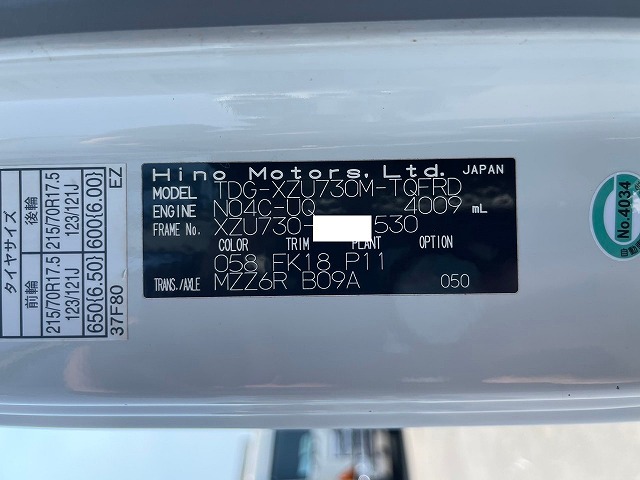 Hino Motors, Ltd. JAPAN
MODEL TDG-XZU730M-TQFRD
ENGINE N04C-UQ 4009 mL
FRAME No. XZU730- 530
COLOR TRIM PLANT OPTION
058 FK18 P11
TRANS./AXLE MZZ6R B09A 050
タイヤサイズ
前輪 後輪
215/70R17.5 215/70R17.5
123/121J 123/121J
650{6.50} 600{6.00}
37F80 EZ
No.4034